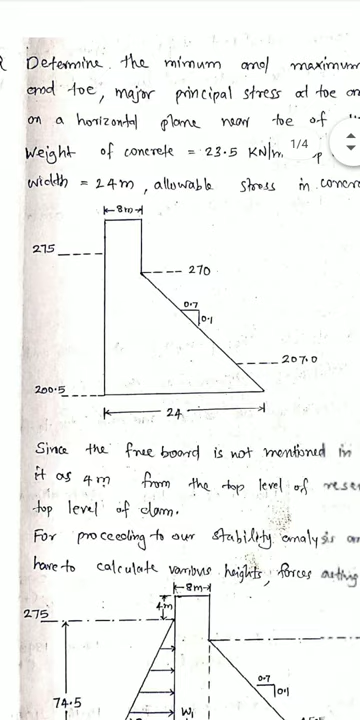 Determine the minmum and maximum
and toe, major principal stress at toe on
on a horizontal plane near toe of
Weight of concrete = 23.5 KN/m
1/4
width = 24m, allowable stress in concre
8m
275
270
0.7
0.1
207.0
200.5
24
Since the free board is not mentioned in
it as 4m from the top level of reser
top level of dam.
For proceeding to our stability analysis an
have to calculate various heights, forces acting
8m
275
4m
0.7
0.1
74.5
W1